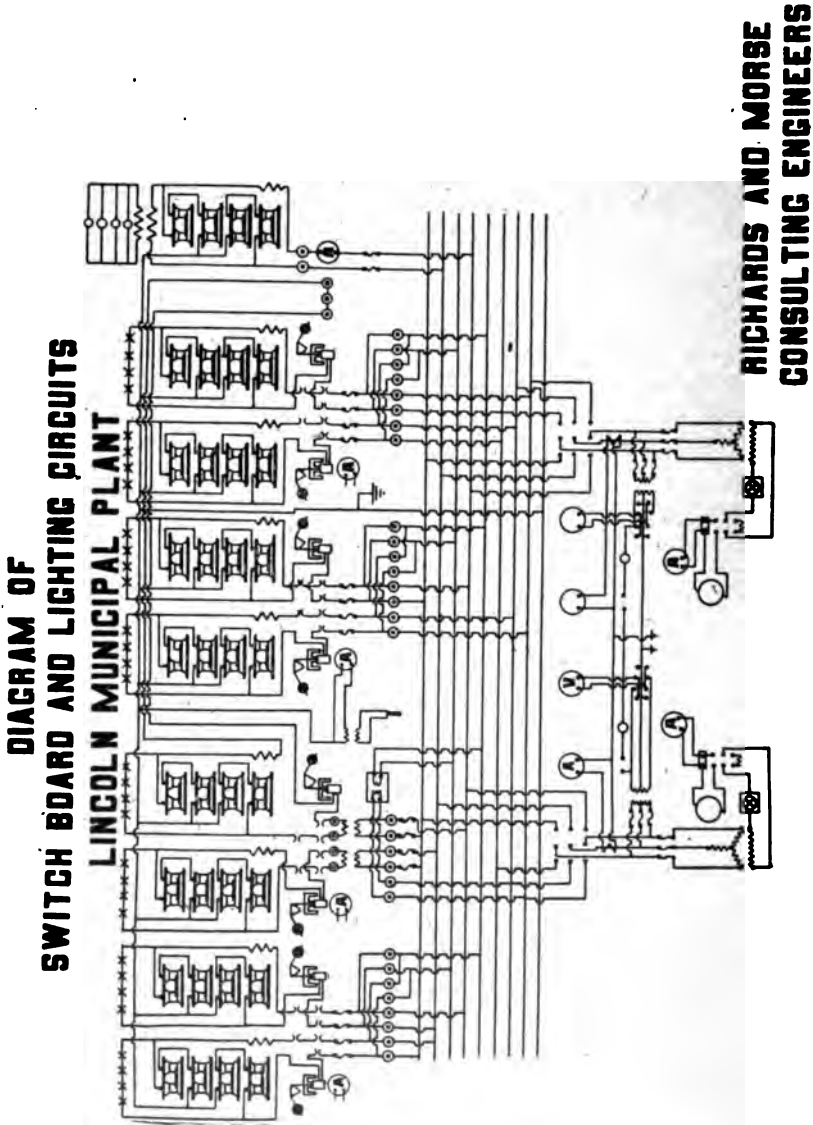 DIAGRAM OF
SWITCH BOARD AND LIGHTING CIRCUITS
LINCOLN MUNICIPAL PLANT
A
A
A
A
A
A
V
A
A
RICHARDS AND MORSE
CONSULTING ENGINEERS